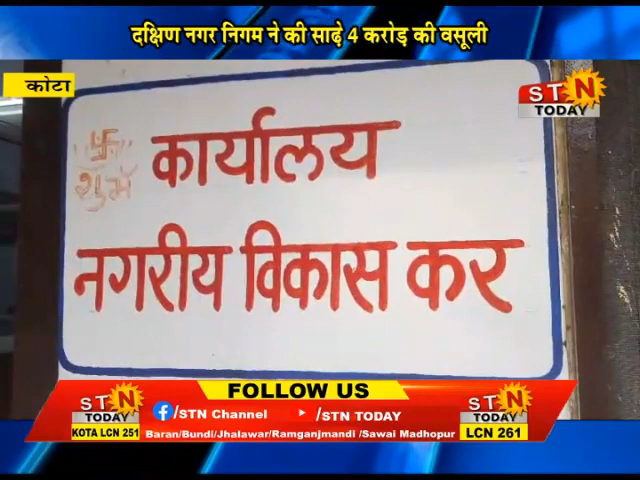 दक्षिण नगर निगम ने की साढ़े 4 करोड़ की वसूली
कोटा
STN
TODAY
शुभ
कार्यालय
नगरीय विकास कर
FOLLOW US
STN
TODAY
KOTA LCN 251
/STN Channel
/STN TODAY
Baran/Bundi/Jhalawar/Ramganjmandi /Sawai Madhopur
STN
TODAY
LCN 261